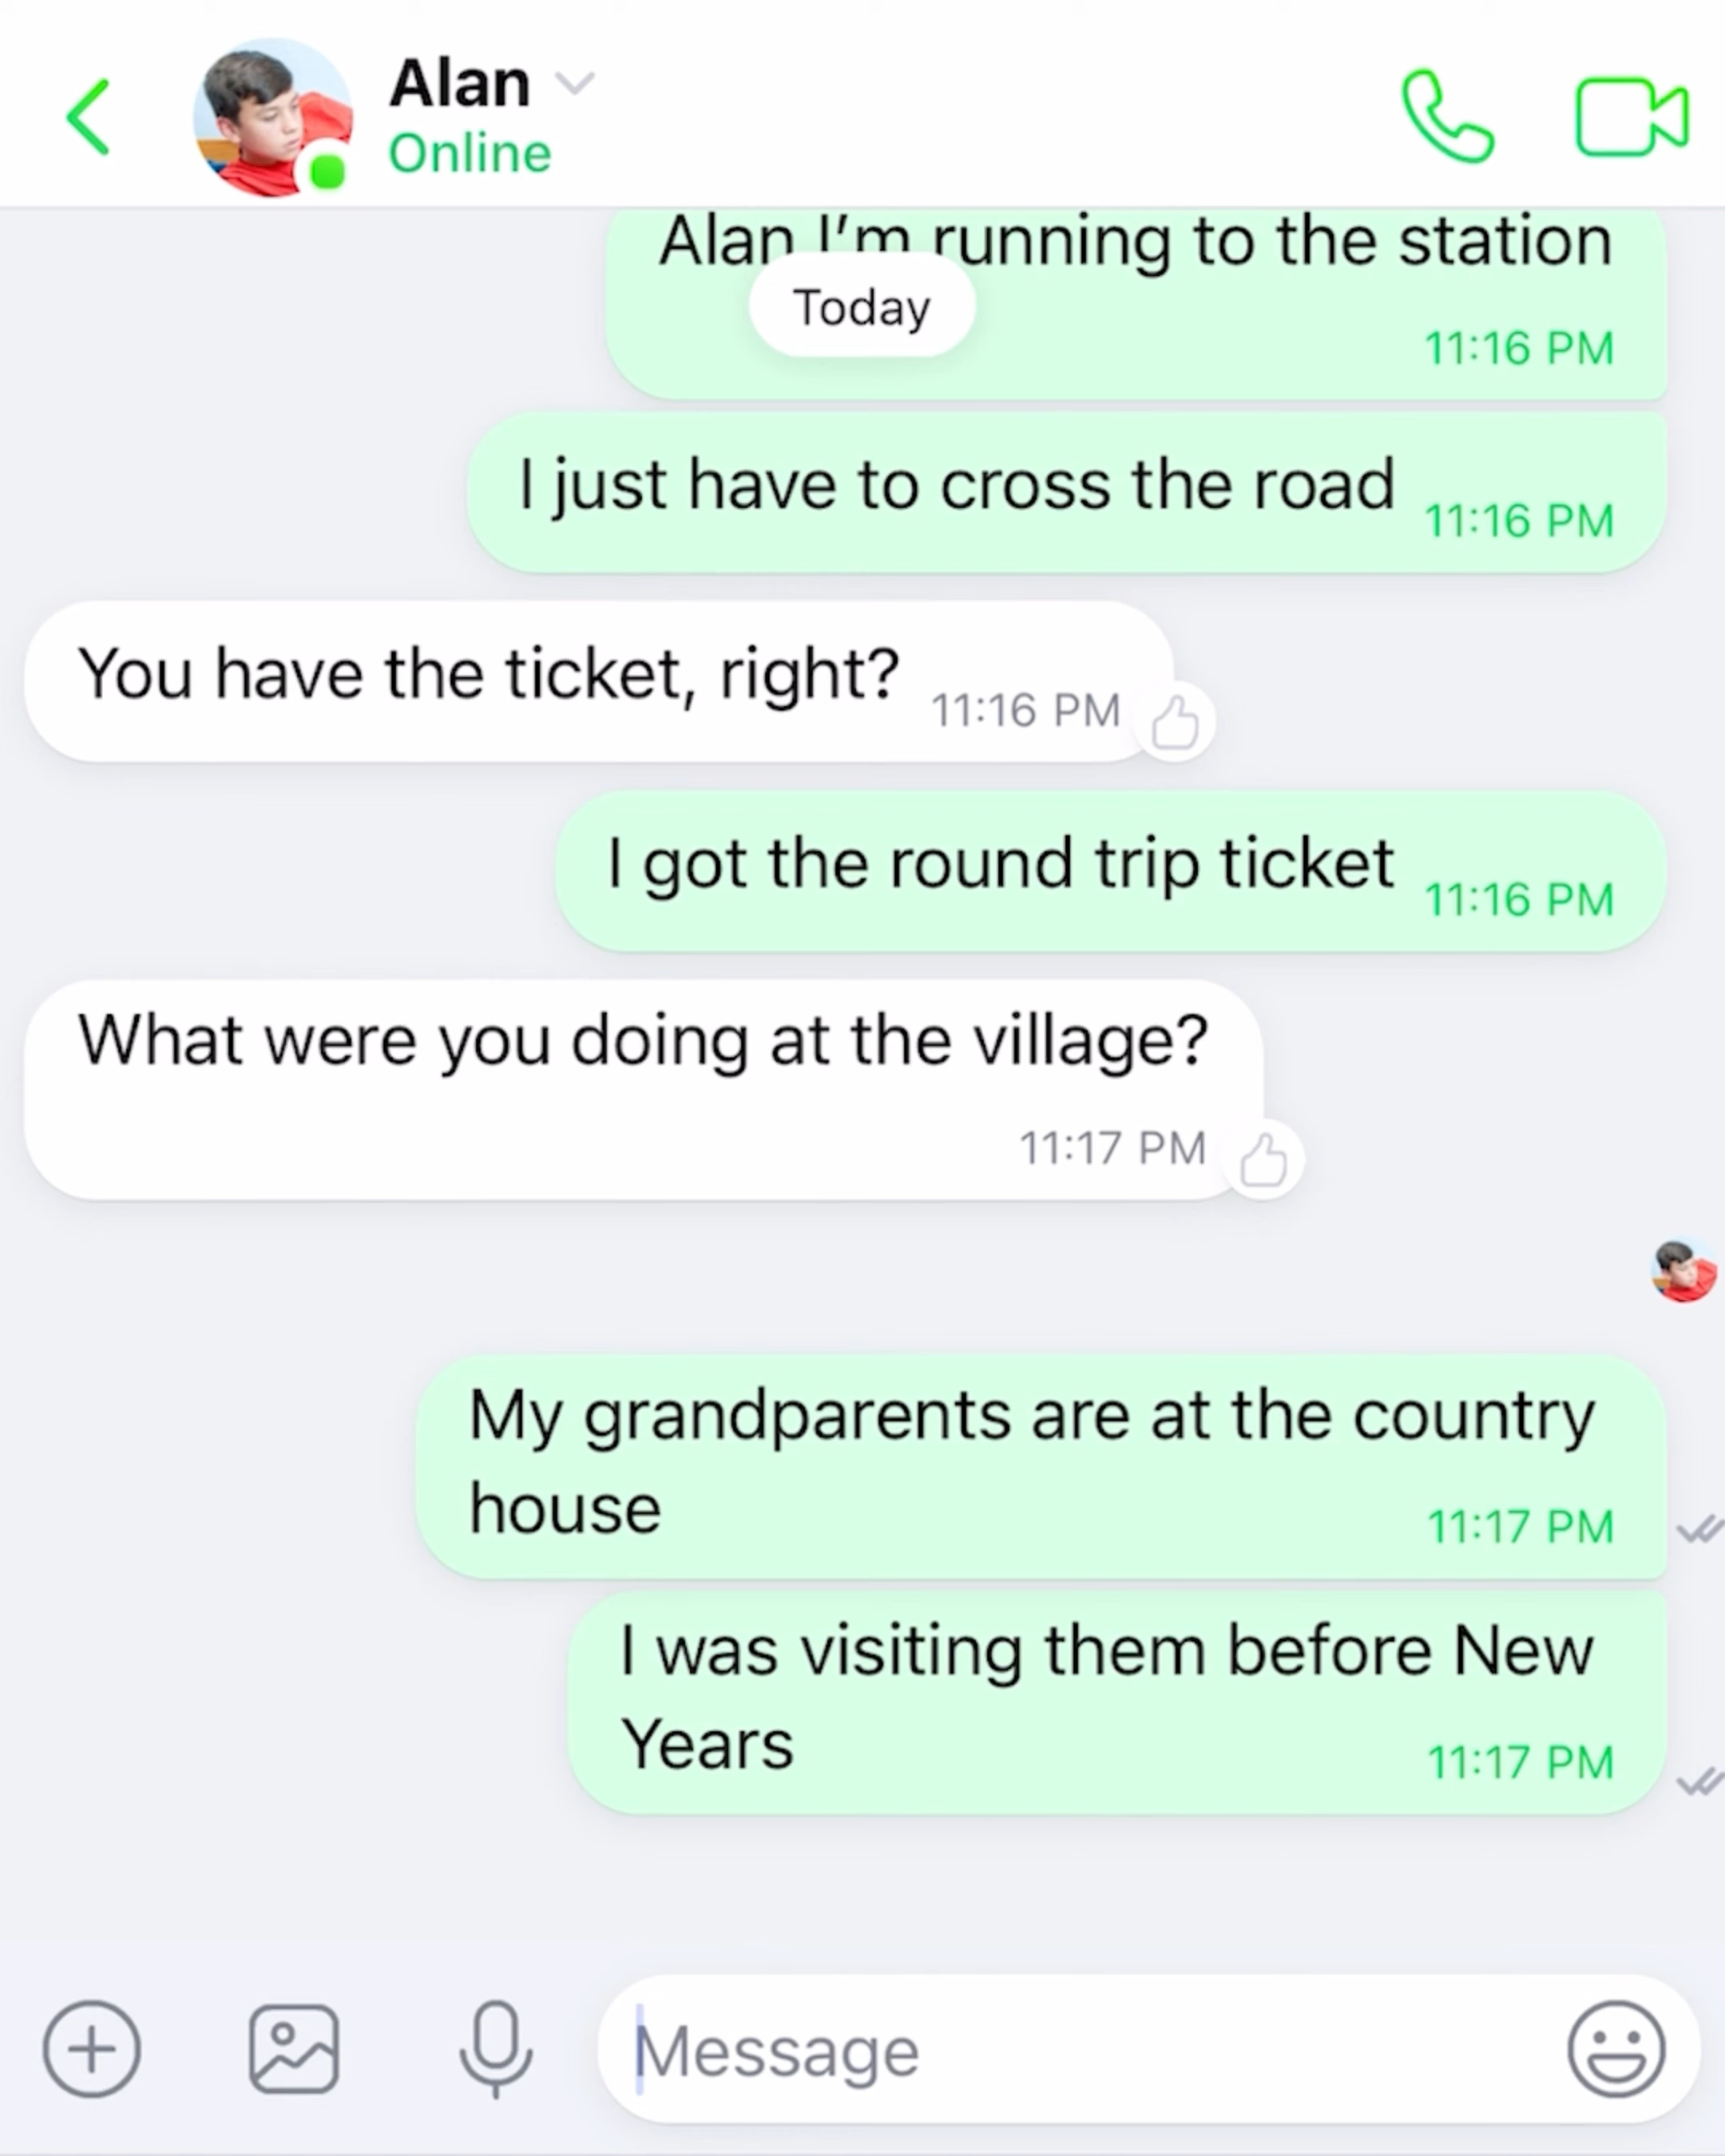 Alan
Online
Alan I'm running to the station
Today
11:16 PM
I just have to cross the road
11:16 PM
You have the ticket, right?
11:16 PM
I got the round trip ticket
11:16 PM
What were you doing at the village?
11:17 PM
My grandparents are at the country
house
11:17 PM
I was visiting them before New
Years
11:17 PM
Message